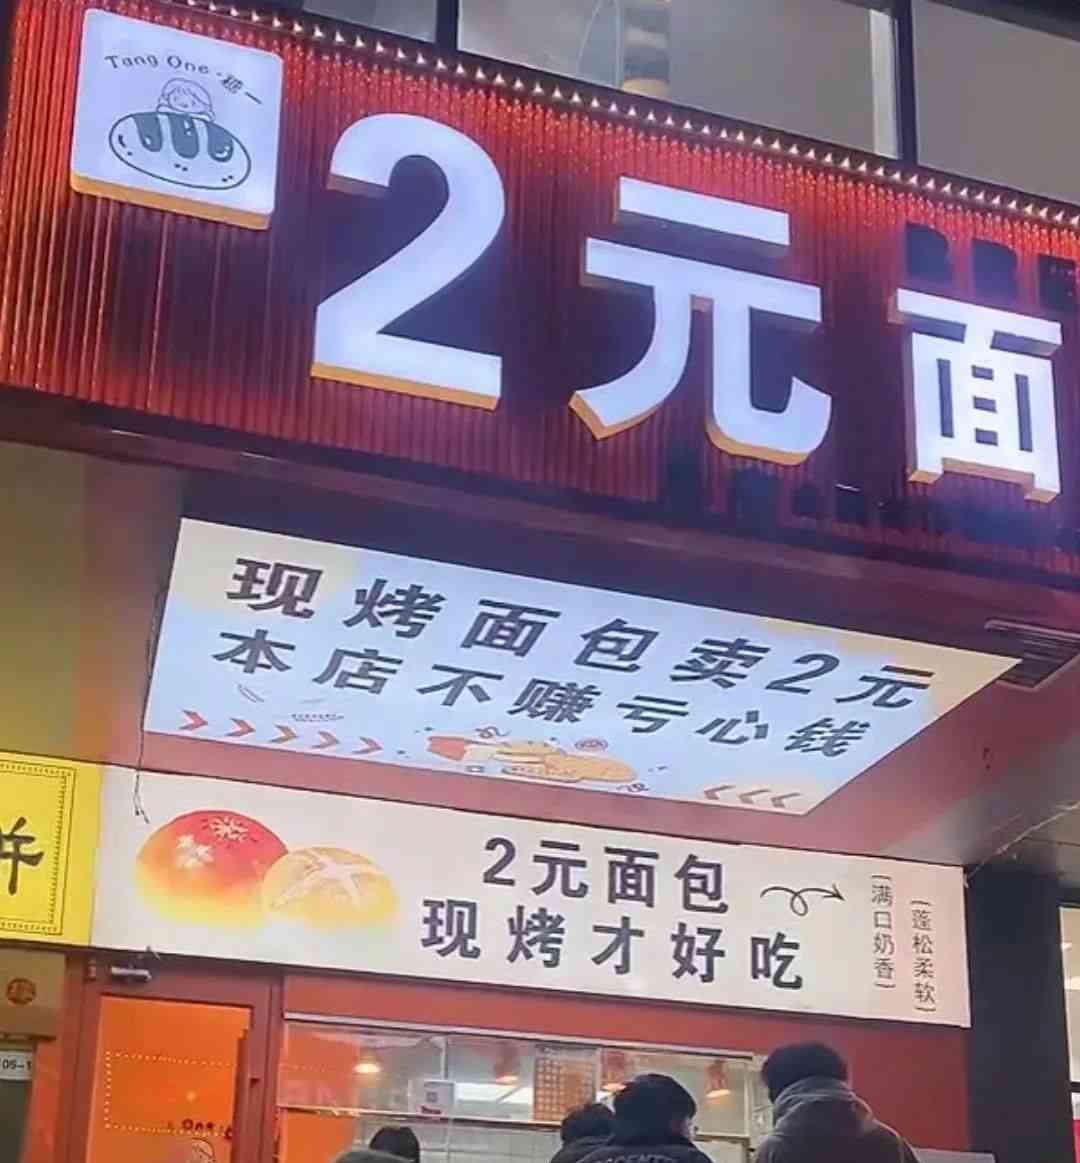 Tang One·糖一
2元面
现烤面包卖2元
本店不赚亏心钱
2元面包
现烤才好吃
(满口奶香)
(蓬松柔软)
05-1